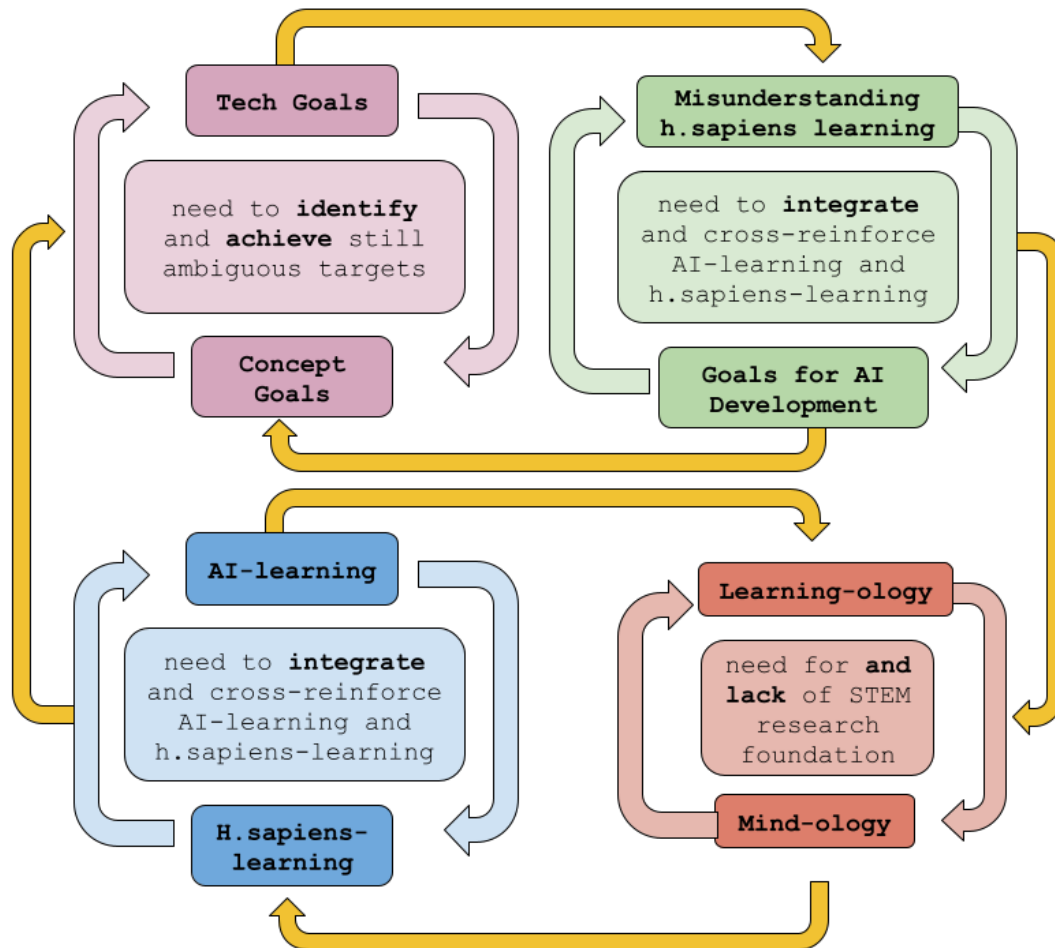 Tech Goals
need to identify
and achieve still
ambiguous targets
Concept
Goals
Misunderstanding
h.sapiens learning
need to integrate
and cross-reinforce
AI-learning and
h.sapiens-learning
Goals for AI
Development
AI-learning
need to integrate
and cross-reinforce
AI-learning and
h.sapiens-learning
H.sapiens-
learning
Learning-ology
need for and
lack of STEM
research
foundation
Mind-ology